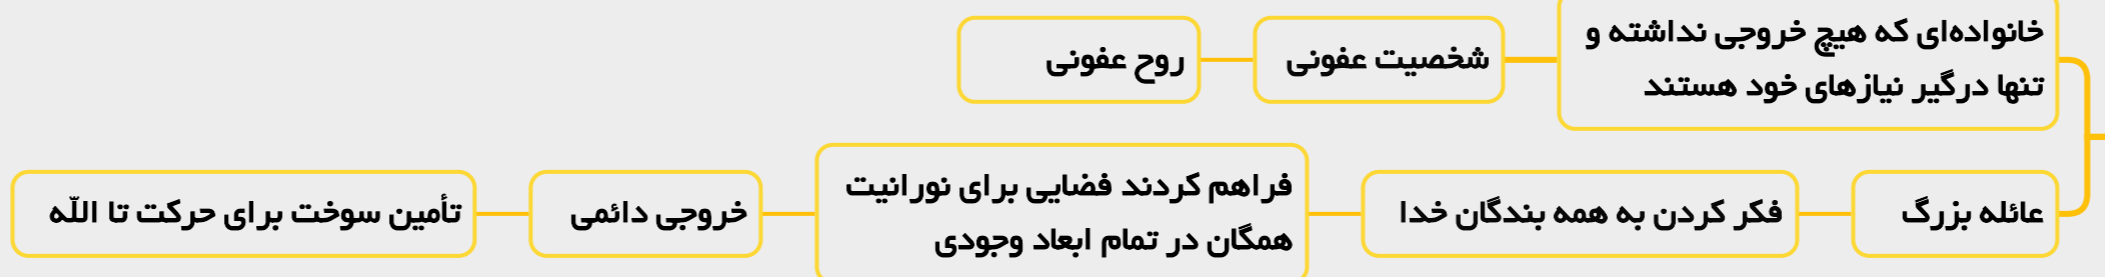 خانواده‌ای که هیچ خروجی نداشته و
تنها درگیر نیازهای خود هستند
شخصیت عفونی
روح عفونی
عائله بزرگ
فکر کردن به همه بندگان خدا
فراهم کردند فضایی برای نورانیت
همگان در تمام ابعاد وجودی
خروجی دائمی
تأمین سوخت برای حرکت تا اللّه